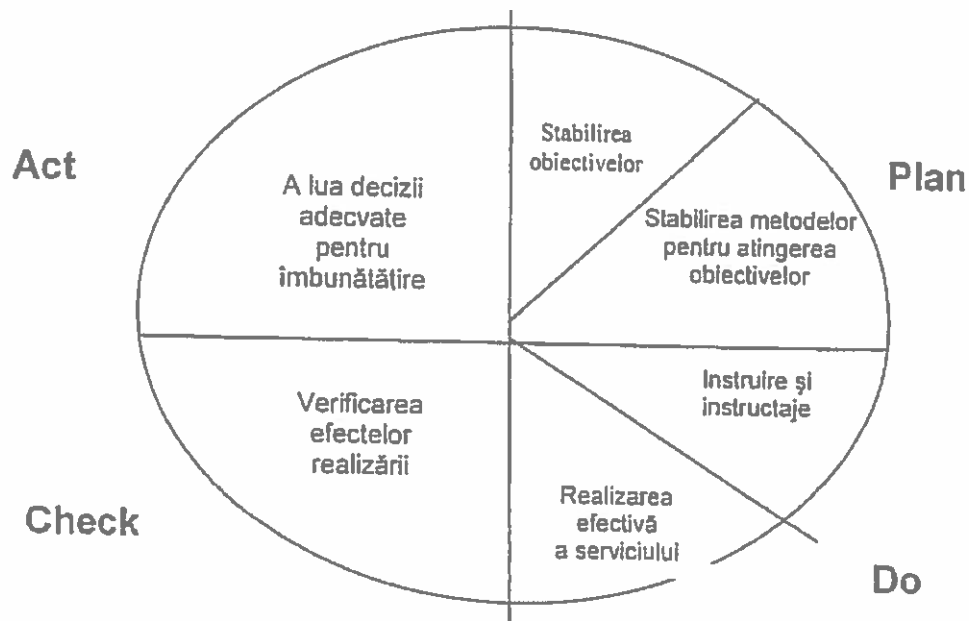 Act
A lua decizii
adecvate
pentru
îmbunătățire
Stabilirea
obiectivelor
Plan
Stabilirea metodelor
pentru atingerea
obiectivelor
Instruire și
instructaje
Verificarea
efectelor
realizării
Check
Realizarea
efectivă
a serviciului
Do